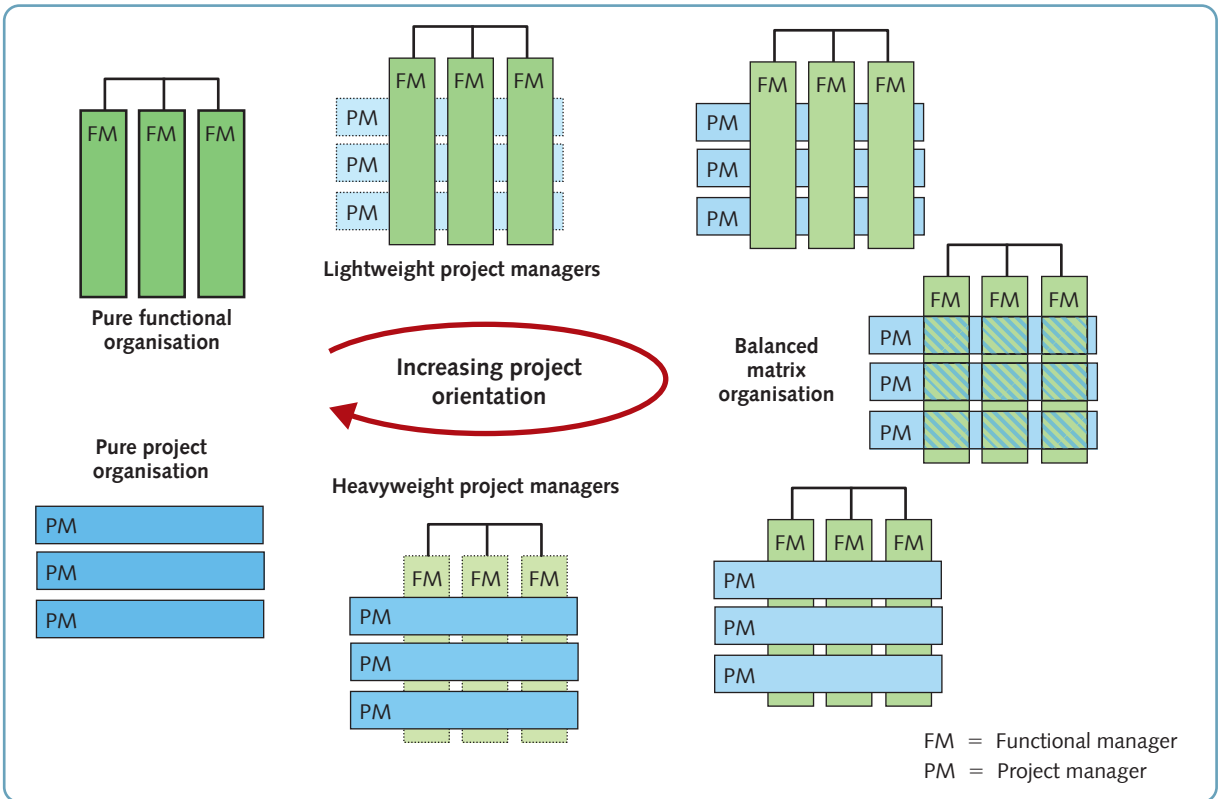 FM FM FM
Pure functional
organisation
FM FM FM
PM
PM
PM
Lightweight project managers
FM FM FM
PM
PM
PM
FM FM FM
PM
PM
PM
Balanced
matrix
organisation
Increasing project
orientation
Pure project
organisation
PM
PM
PM
Heavyweight project managers
FM FM FM
PM
PM
PM
FM FM FM
PM
PM
PM
FM = Functional manager
PM = Project manager